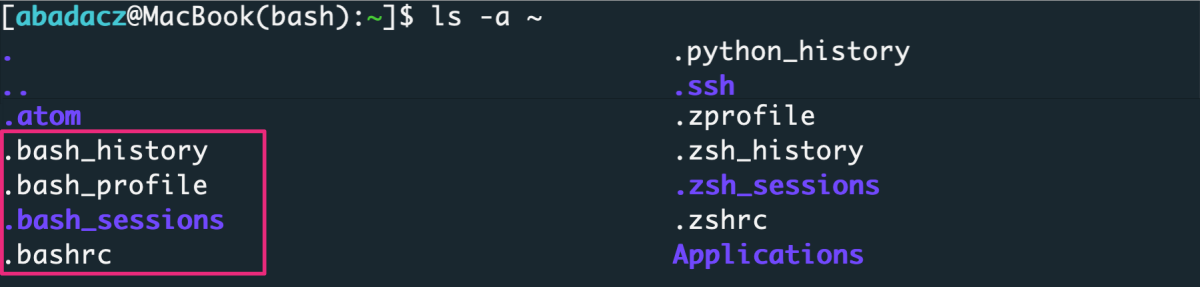 [abadacz@MacBook(bash):~]$ ls -a ~
. .python_history
.. .ssh
.atom .zprofile
.bash_history .zsh_history
.bash_profile .zsh_sessions
.bash_sessions .zshrc
.bashrc Applications